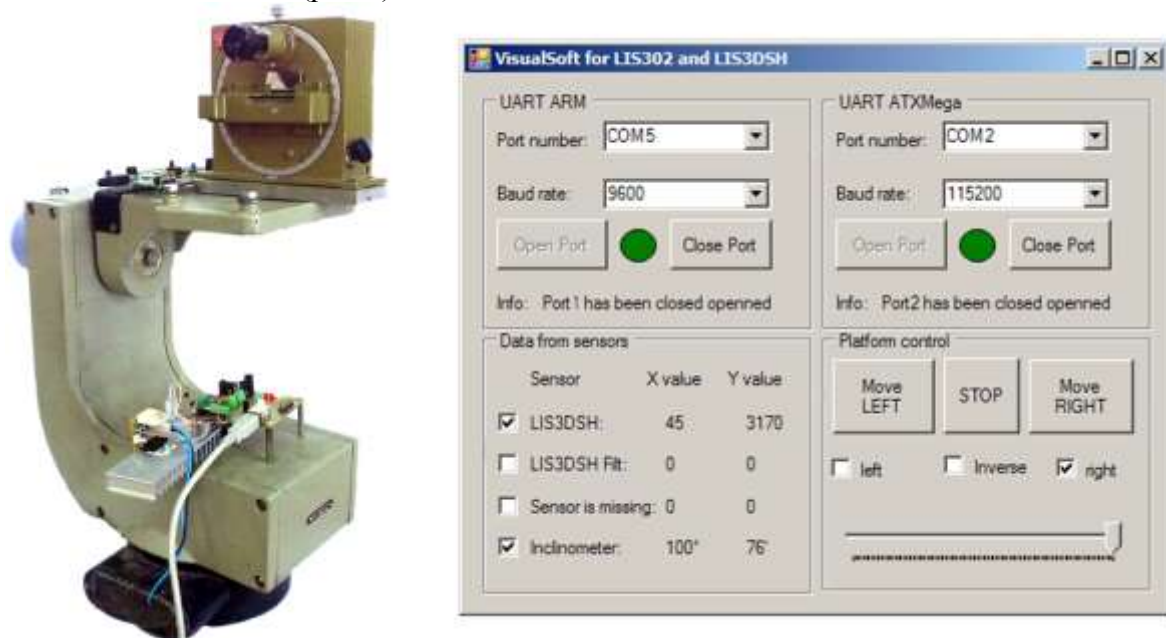 VisualSoft for LIS302 and LIS3DSH
UART ARM
Port number: COM5
Baud rate: 9600
Open Port
Close Port
Info: Port1 has been closed openned
UART ATXMega
Port number: COM2
Baud rate: 115200
Open Port
Close Port
Info: Port2 has been closed openned
Data from sensors
Sensor X value Y value
LIS3DSH: 45 3170
LIS3DSH Filt: 0 0
Sensor is missing: 0 0
Inclinometer: 100° 76'
Platform control
Move
LEFT
STOP
Move
RIGHT
left
Inverse
right